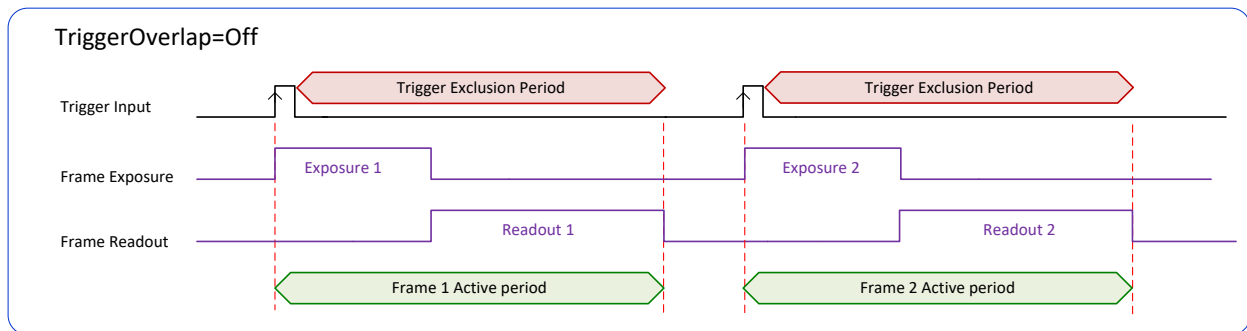 TriggerOverlap=Off
Trigger Input
Trigger Exclusion Period
Trigger Exclusion Period
Frame Exposure
Exposure 1
Exposure 2
Frame Readout
Readout 1
Readout 2
Frame 1 Active period
Frame 2 Active period